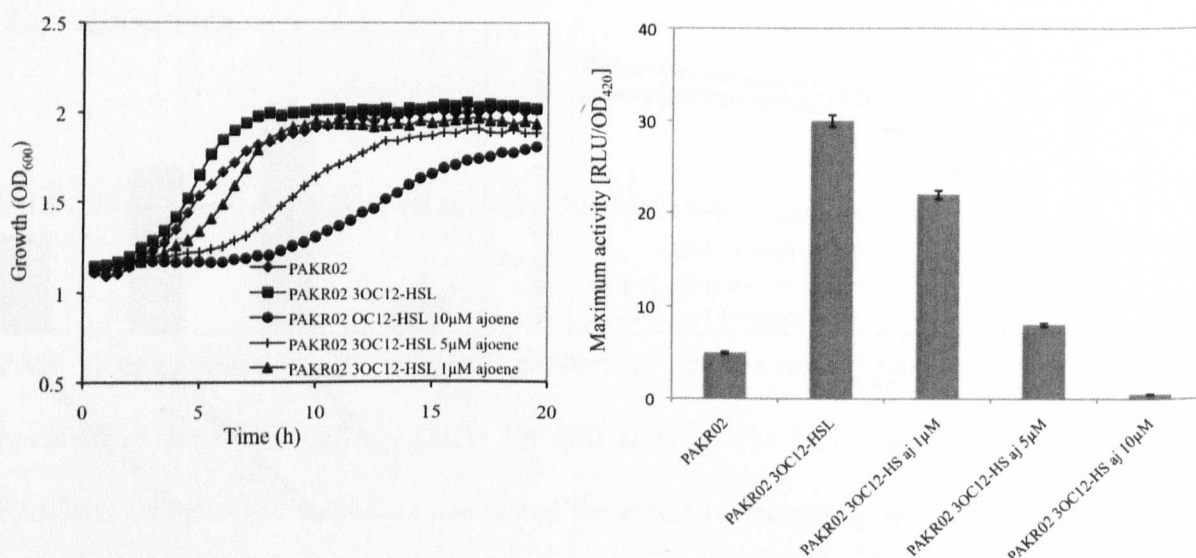 2.5
2
1.5
1
0.5
Growth (OD600)
PAKR02
PAKR02 3OC12-HSL
PAKR02 OC12-HSL 10μM ajoene
PAKR02 3OC12-HSL 5μM ajoene
PAKR02 3OC12-HSL 1μM ajoene
0
5
10
15
20
Time (h)
40
30
20
10
0
Maximum activity [RLU/OD420]
PAKR02
PAKR02 3OC12-HSL
PAKR02 3OC12-HS aj 1μM
PAKR02 3OC12-HS aj 5μM
PAKR02 3OC12-HS aj 10μM